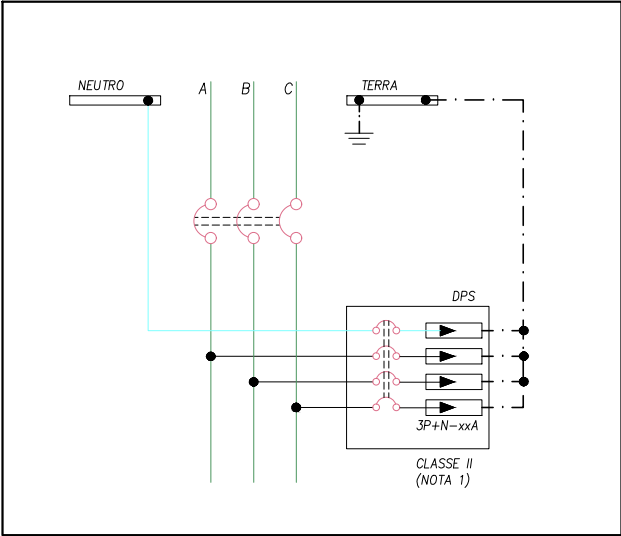 NEUTRO
A B C
TERRA
DPS
3P+N-xxA
CLASSE II
(NOTA 1)